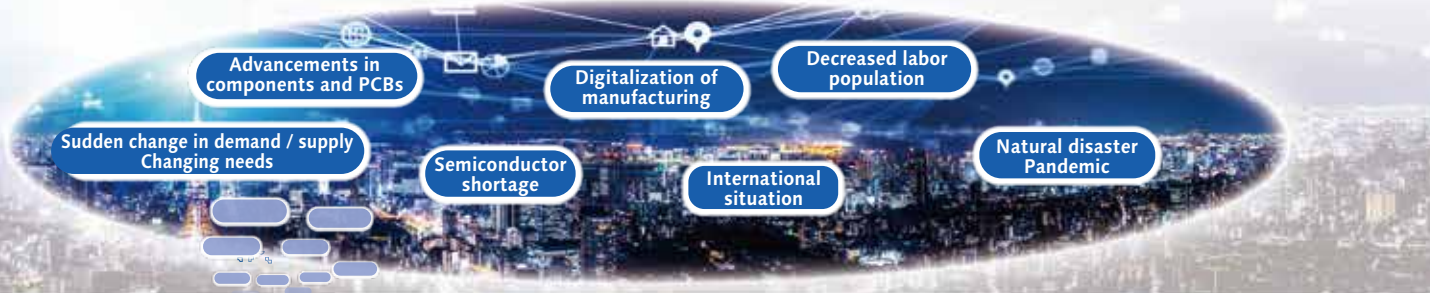 Advancements in
components and PCBs
Digitalization of
manufacturing
Decreased labor
population
Sudden change in demand / supply
Changing needs
Semiconductor
shortage
International
situation
Natural disaster
Pandemic